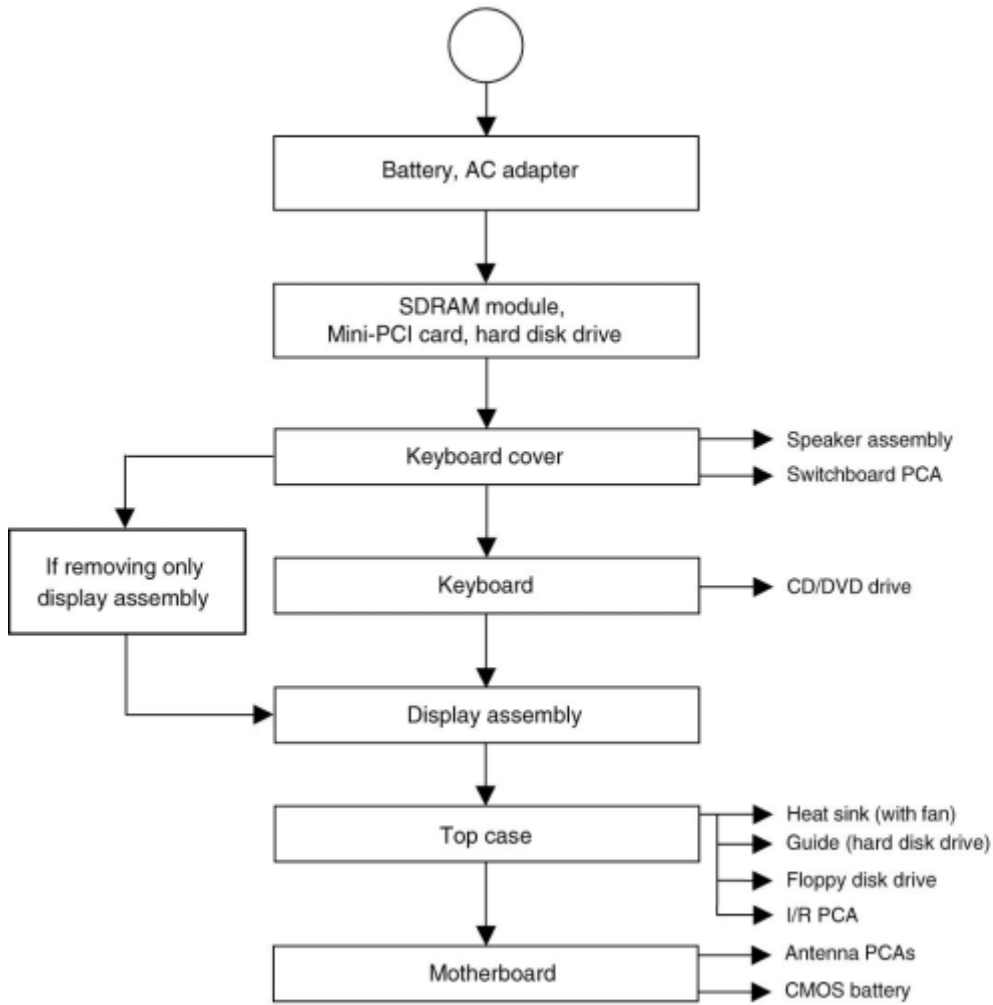 Battery, AC adapter
SDRAM module,
Mini-PCI card, hard disk drive
Keyboard cover
Speaker assembly
Switchboard PCA
If removing only
display assembly
Keyboard
CD/DVD drive
Display assembly
Top case
Heat sink (with fan)
Guide (hard disk drive)
Floppy disk drive
I/R PCA
Motherboard
Antenna PCAs
CMOS battery